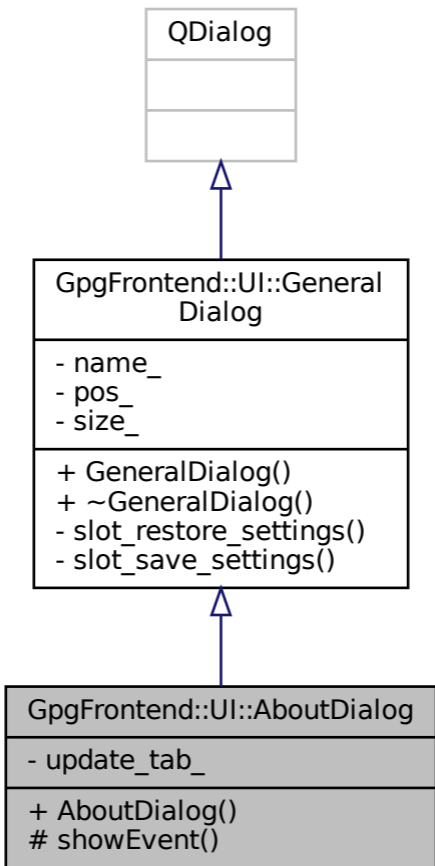 QDialog
GpgFrontend::UI::General
Dialog
- name_
- pos_
- size_
+ GeneralDialog()
+ ~GeneralDialog()
- slot_restore_settings()
- slot_save_settings()
GpgFrontend::UI::AboutDialog
- update_tab_
+ AboutDialog()
# showEvent()